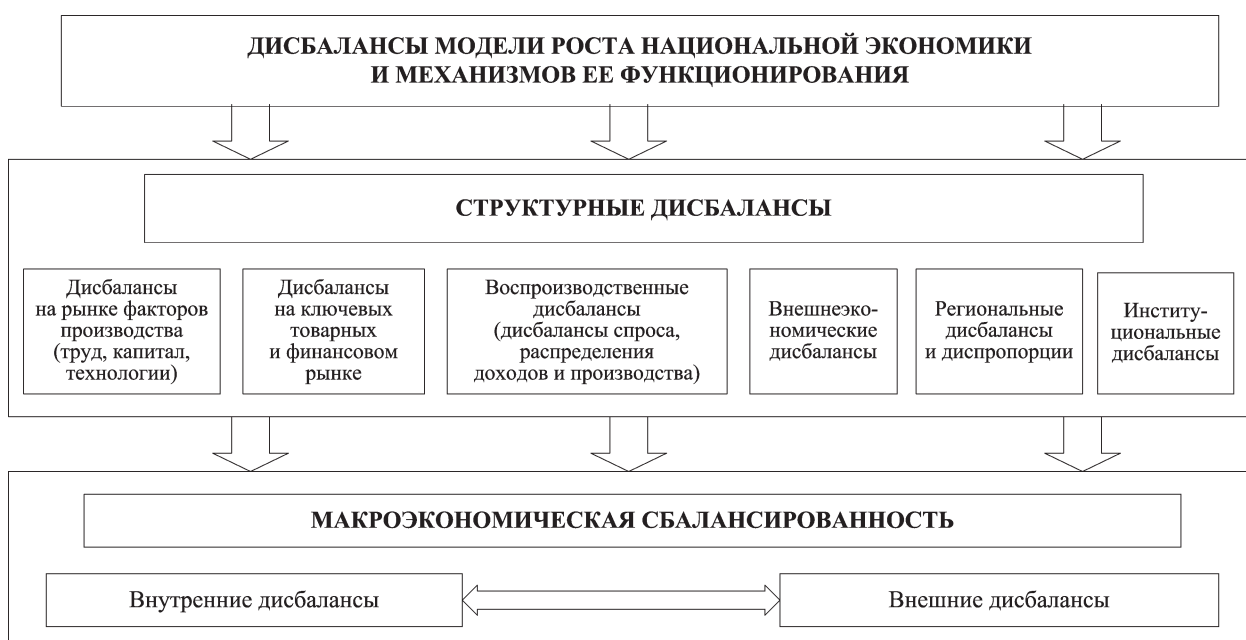 ДИСБАЛАНСЫ МОДЕЛИ РОСТА НАЦИОНАЛЬНОЙ ЭКОНОМИКИ
И МЕХАНИЗМОВ ЕЕ ФУНКЦИОНИРОВАНИЯ
СТРУКТУРНЫЕ ДИСБАЛАНСЫ
Дисбалансы
на рынке факторов
производства
(труд, капитал,
технологии)
Дисбалансы
на ключевых
товарных
и финансовом
рынке
Воспроизводственные
дисбалансы
(дисбалансы спроса,
распределения
доходов и производства)
Внешнеэко-
номические
дисбалансы
Региональные
дисбалансы
и диспропорции
Институ-
циональные
дисбалансы
МАКРОЭКОНОМИЧЕСКАЯ СБАЛАНСИРОВАННОСТЬ
Внутренние дисбалансы
Внешние дисбалансы